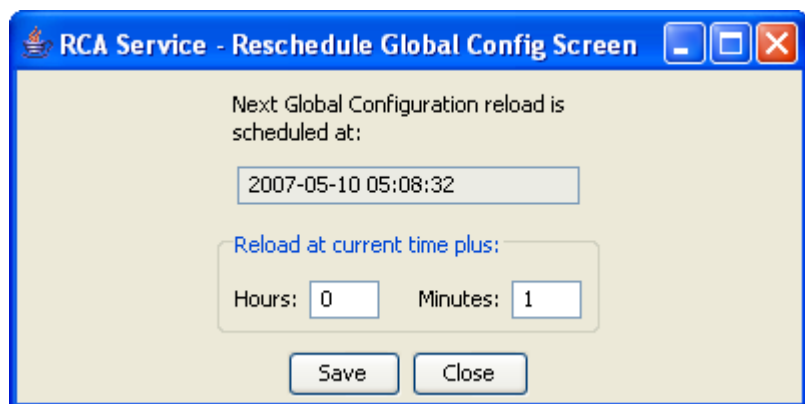 RCA Service - Reschedule Global Config Screen
Next Global Configuration reload is
scheduled at:
2007-05-10 05:08:32
Reload at current time plus:
Hours: 0 Minutes: 1
Save Close